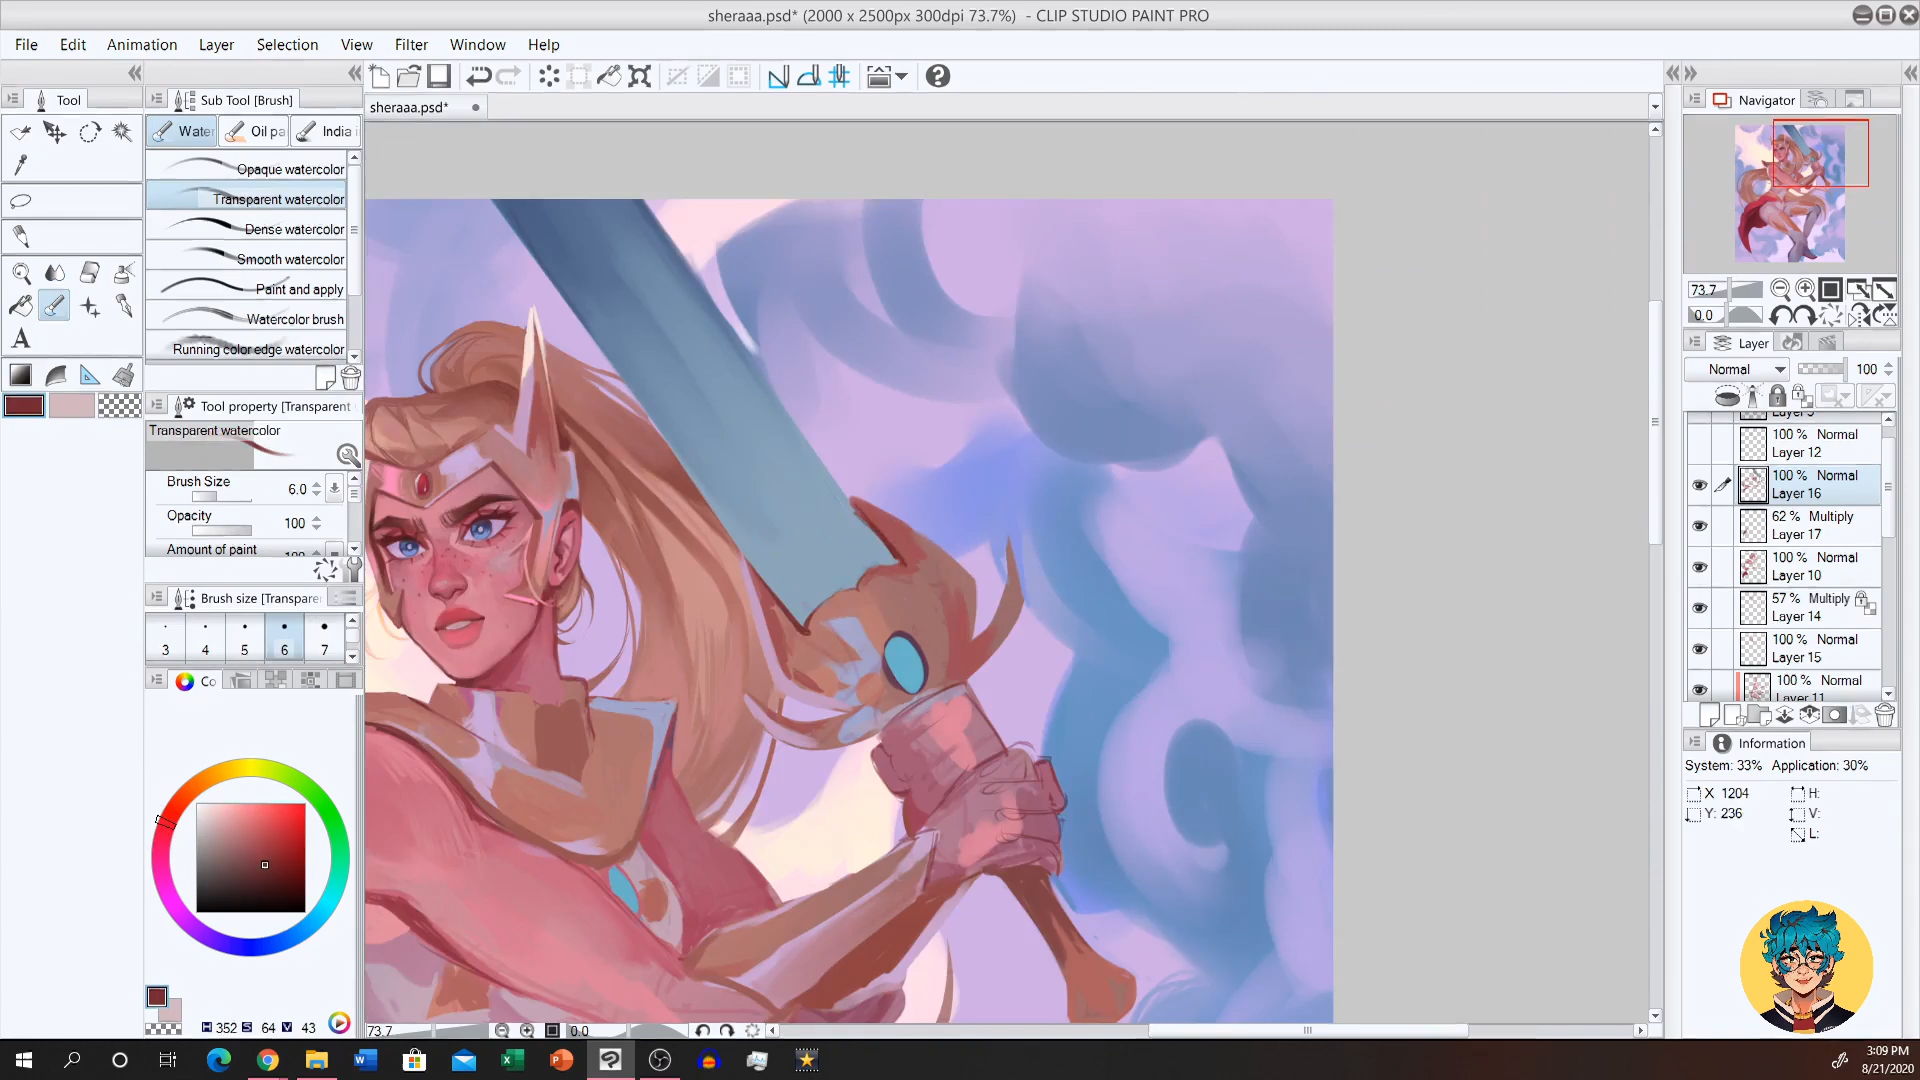 sheraaa.psd* (2000 x 2500px 300dpi 73.7%)  - CLIP STUDIO PAINT PRO
File Edit Animation Layer Selection View Filter Window Help
Tool
Sub Tool [Brush]
sheraaa.psd*
Navigator
Water
Oil pa
India i
Opaque watercolor
Transparent watercolor
Dense watercolor
Smooth watercolor
Paint and apply
Watercolor brush
Running color edge watercolor
73.7
0.0
Layer
Normal 100
100 % Normal
Layer 12
100 % Normal
Layer 16
62 % Multiply
Layer 17
100 % Normal
Layer 10
57 % Multiply
Layer 14
100 % Normal
Layer 15
100 % Normal
Layer 11
A
Tool property [Transparent
Transparent watercolor
Brush Size 6.0
Opacity 100
Amount of paint 100
Brush size [Transparer
3 4 5 6 7
Co
Information
System: 33% Application: 30%
X 1204 H:
Y: 236 V:
L:
H 352 S 64 V 43
73.7 0.0
3:09 PM
8/21/2020